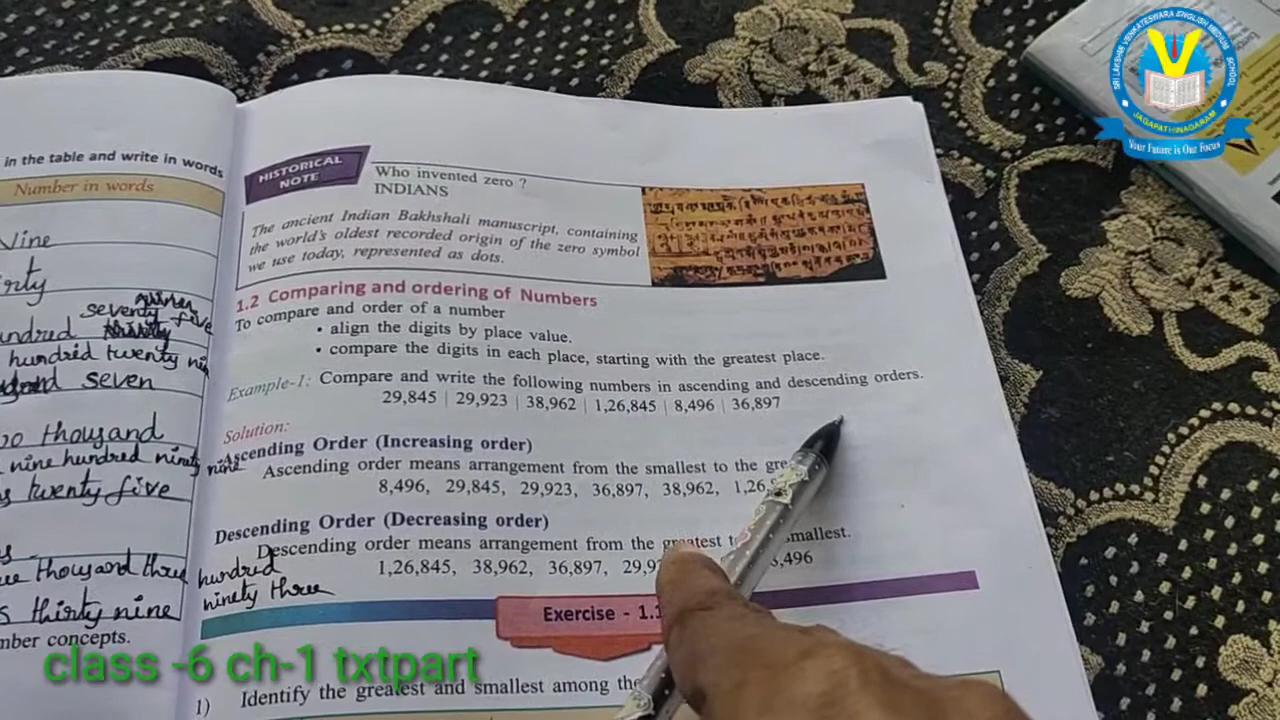 in the table and write in words
Number in words
Nine
seventy five
hundred twenty
seven
thousand
nine hundred ninety nine
twenty five
thousand three hundred
ninety three
thirty nine
mber concepts.
HISTORICAL
NOTE
Who invented zero ?
INDIANS
The ancient Indian Bakhshali manuscript, containing
the world's oldest recorded origin of the zero symbol
we use today, represented as dots.
1.2 Comparing and ordering of Numbers
To compare and order of a number
• align the digits by place value.
• compare the digits in each place, starting with the greatest place.
Example-1: Compare and write the following numbers in ascending and descending orders.
29,845 | 29,923 | 38,962 | 1,26,845 | 8,496 | 36,897
Solution:
Ascending Order (Increasing order)
Ascending order means arrangement from the smallest to the
8,496, 29,845, 29,923, 36,897, 38,962, 1,26,
Descending Order (Decreasing order)
Descending order means arrangement from the greatest smallest.
1,26,845, 38,962, 36,897, 29,92
Exercise - 1.1
1) Identify the greatest and smallest among the
SRI LAKSHMI VENKATESWARA ENGLISH MEDIUM SCHOOL
JAGAPATHINAGARAM
Your Future is Our Focus
class -6 ch-1 txtpart